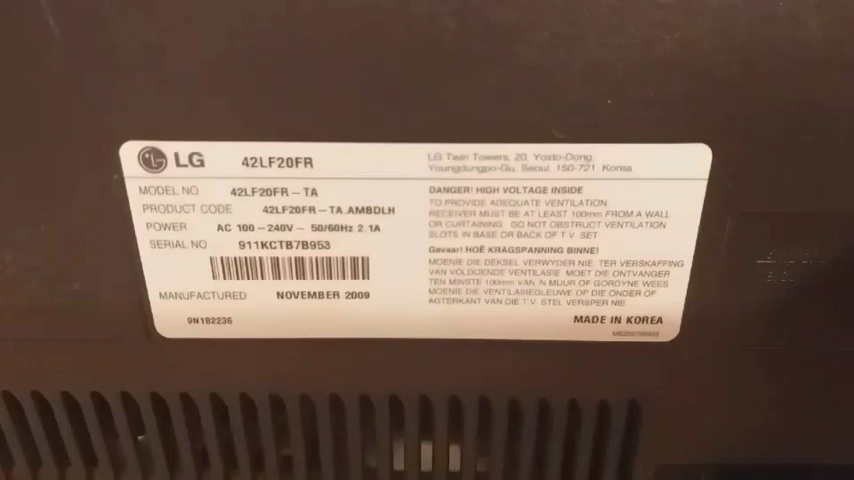 LG 42LF20FR
LG Twin Towers, 20, Yoido-Dong,
Youngdungpo-Gu, Seoul, 150-721, Korea
MODEL NO 42LF20FR - TA
PRODUCT CODE 42LF20FR - TA.AMBDLH
POWER AC 100 - 240V ~ 50/60Hz 2.1A
SERIAL NO 911KCTB7B953
MANUFACTURED NOVEMBER 2009
9N1B2236
DANGER! HIGH VOLTAGE INSIDE
TO PROVIDE ADEQUATE VENTILATION,
RECEIVER MUST BE AT LEAST 100mm FROM A WALL
OR CURTAINING. DO NOT OBSTRUCT VENTILATION
SLOTS IN BASE OR BACK OF T.V. SET
Gevaar! HOË KRAGSPANNING BINNE!
MOENIE DIE DEKSEL VERWYDER NIE. TER VERSKAFFING
VAN VOLDOENDE VENTILASIE MOET DIE ONTVANGER
TEN MINSTE 100mm VAN 'N MUUR OF GORDYNE WEES
MOENIE DIE VENTILASIEGLEUWE OF DIE ONDER OF
AGTERKANT VAN DIE T.V. STEL VERSPER NIE.
MADE IN KOREA